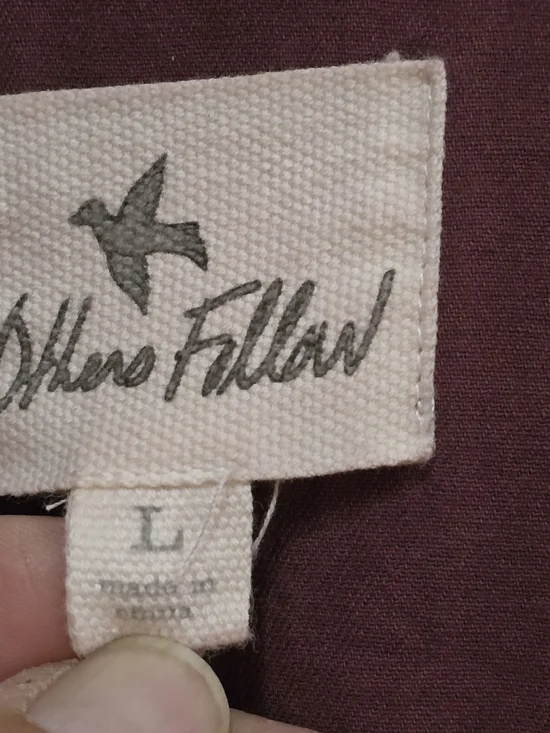 Others Follow
L
made in
china